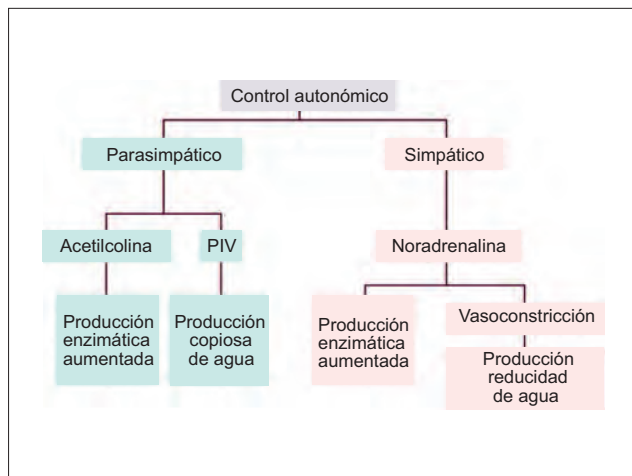 Control autonómico
Parasimpático
Simpático
Acetilcolina
PIV
Noradrenalina
Producción
enzimática
aumentada
Producción
copiosa
de agua
Producción
enzimática
aumentada
Vasoconstricción
Producción
reducidad
de agua